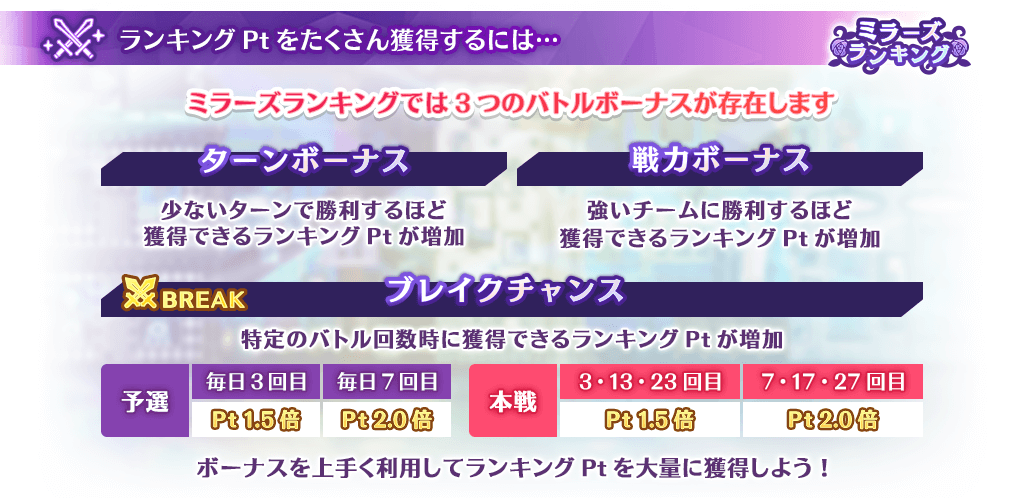 ランキング Pt をたくさん獲得するには…
ミラーズ
ランキング
ミラーズランキングでは 3 つのバトルボーナスが存在します
ターンボーナス
少ないターンで勝利するほど
獲得できるランキング Pt が増加
戦力ボーナス
強いチームに勝利するほど
獲得できるランキング Pt が増加
BREAK ブレイクチャンス
特定のバトル回数時に獲得できるランキング Pt が増加
予選
毎日 3 回目 毎日 7 回目
Pt 1.5 倍 Pt 2.0 倍
本戦
3・13・23 回目 7・17・27 回目
Pt 1.5 倍 Pt 2.0 倍
ボーナスを上手く利用してランキング Pt を大量に獲得しよう！